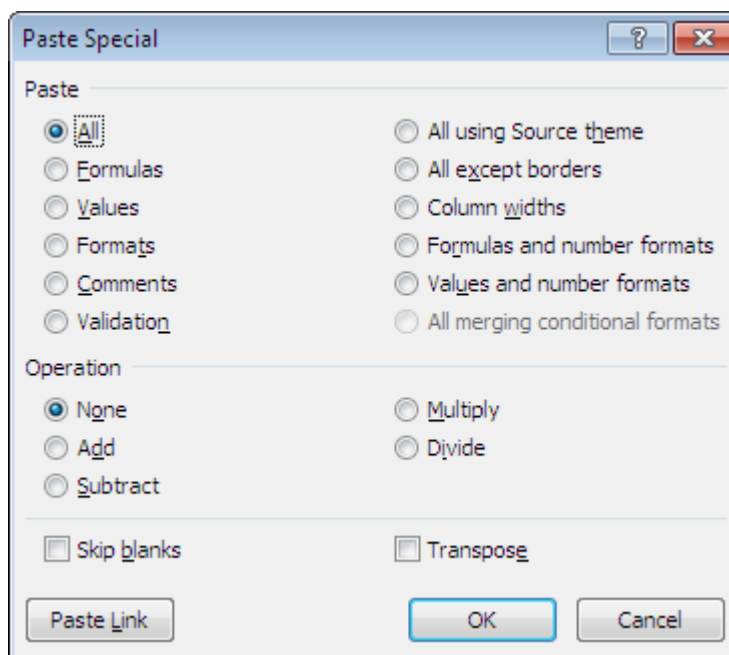 Paste Special
Paste
All
All using Source theme
Formulas
All except borders
Values
Column widths
Formats
Formulas and number formats
Comments
Values and number formats
Validation
All merging conditional formats
Operation
None
Multiply
Add
Divide
Subtract
Skip blanks
Transpose
Paste Link
OK
Cancel